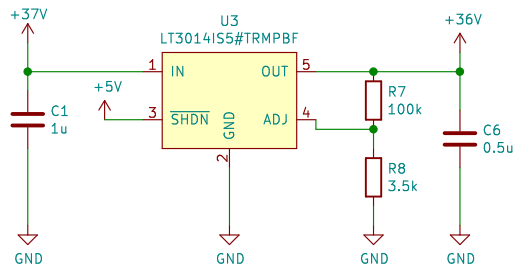 +37V
U3
LT3014IS5#TRMPBF
+36V
1
IN
OUT
5
+5V
R7
100k
C1
1u
3
SHDN
GND
ADJ
4
C6
0.5u
2
R8
3.5k
GND
GND
GND
GND